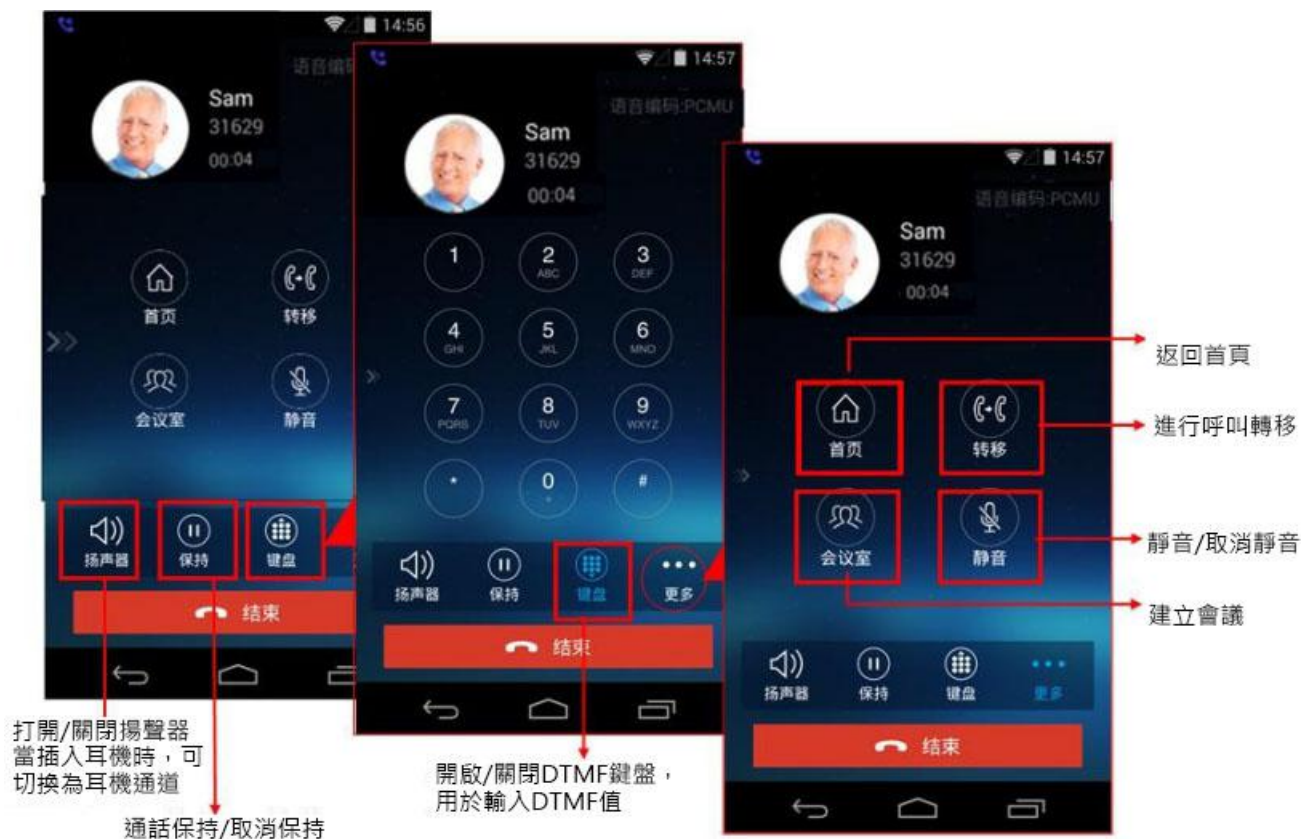 14:56
语音编
Sam
31629
00:04
首页
转移
会议室
静音
扬声器
保持
键盘
结束
14:57
语音编码:PCMU
Sam
31629
00:04
1
2
ABC
3
DEF
4
GHI
5
JKL
6
MNO
7
PQRS
8
TUV
9
WXYZ
*
0
+
#
扬声器
保持
键盘
更多
结束
14:57
语音编码:PCMU
Sam
31629
00:04
首页
转移
会议室
静音
扬声器
保持
键盘
更多
结束
返回首頁
進行呼叫轉移
靜音/取消靜音
建立會議
打開/關閉揚聲器
當插入耳機時，可
切換為耳機通道
通話保持/取消保持
開啟/關閉DTMF鍵盤，
用於輸入DTMF值